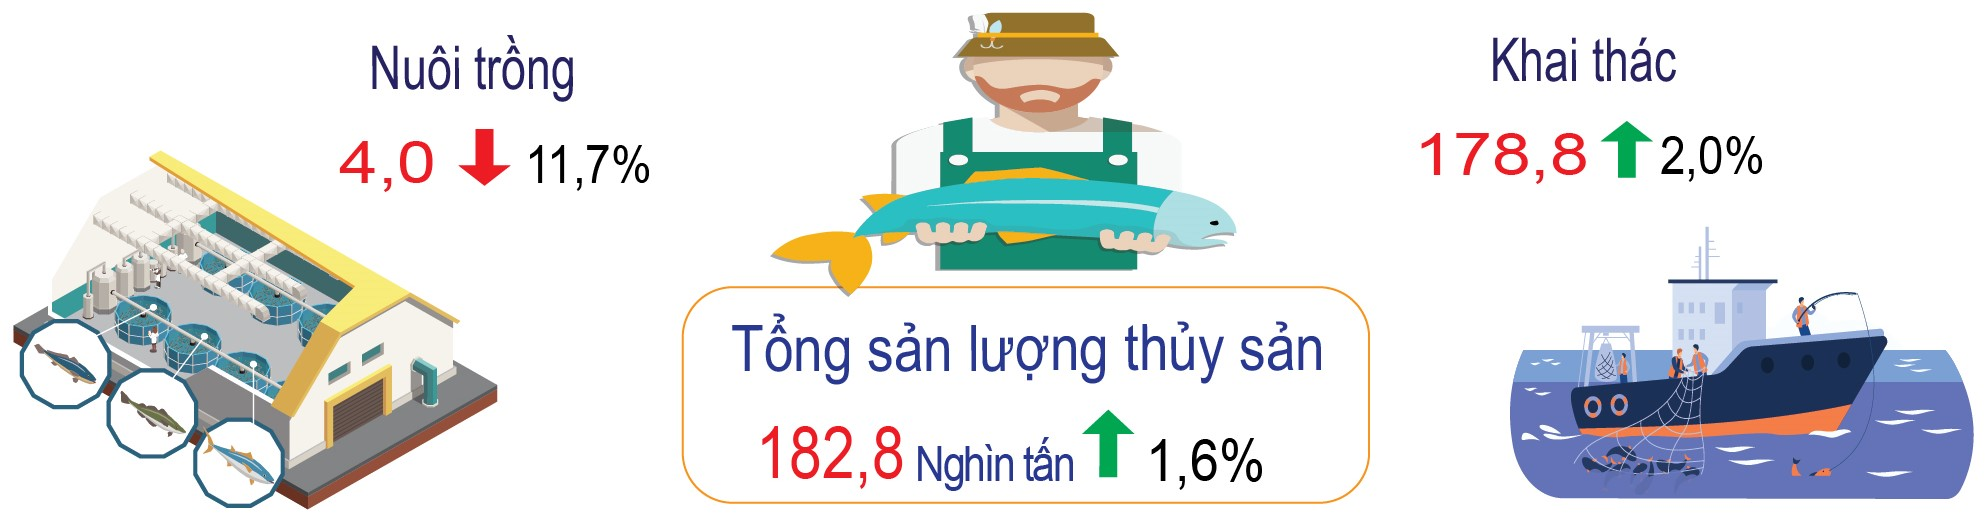 Nuôi trồng
4,0 11,7%
Khai thác
178,8 2,0%
Tổng sản lượng thủy sản
182,8 Nghìn tấn 1,6%